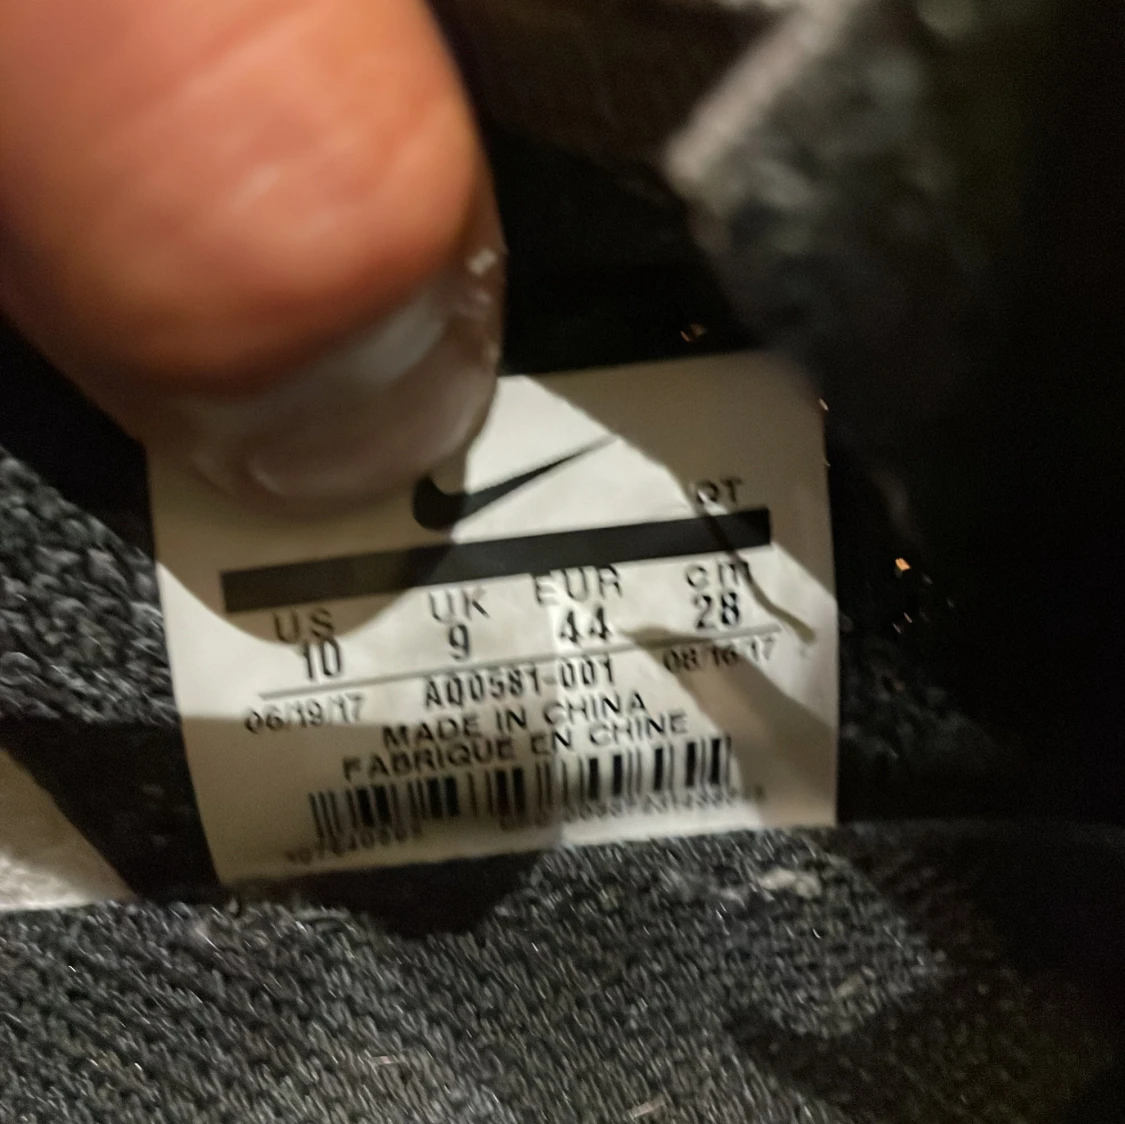 QT
US UK EUR cm
10 9 44 28
06/19/17 AQ0581-001 08/16/17
MADE IN CHINA
FABRIQUE EN CHINE